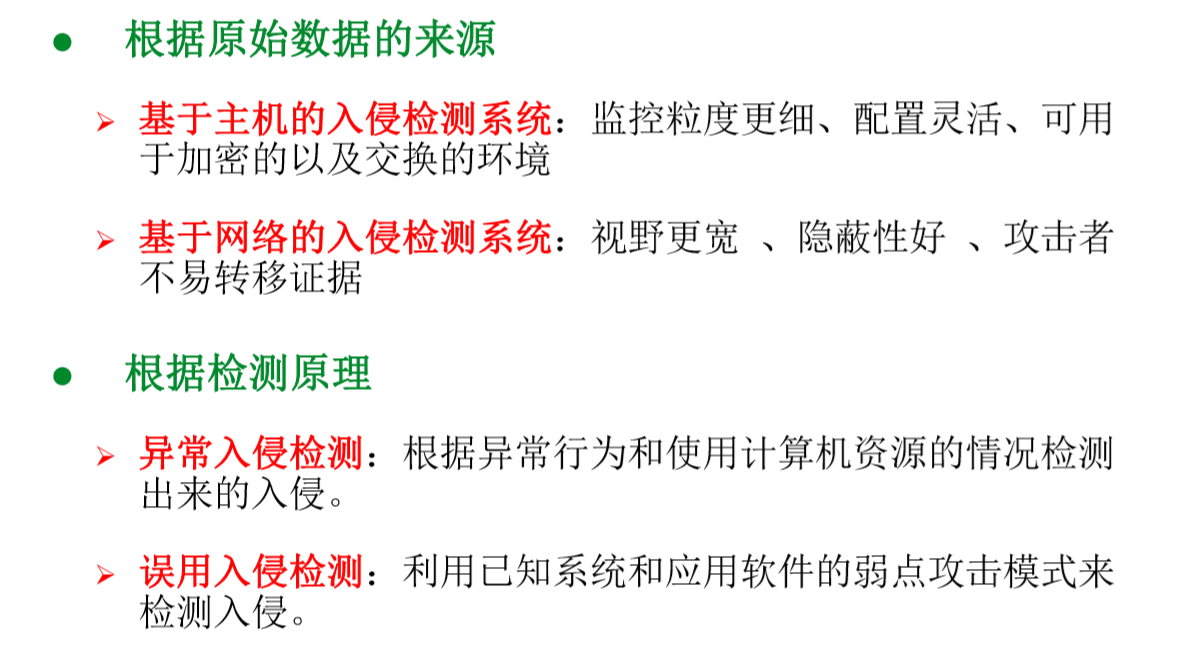 ● 根据原始数据的来源
➢ 基于主机的入侵检测系统：监控粒度更细、配置灵活、可用
于加密的以及交换的环境
➢ 基于网络的入侵检测系统：视野更宽 、隐蔽性好 、攻击者
不易转移证据
● 根据检测原理
➢ 异常入侵检测：根据异常行为和使用计算机资源的情况检测
出来的入侵。
➢ 误用入侵检测：利用已知系统和应用软件的弱点攻击模式来
检测入侵。